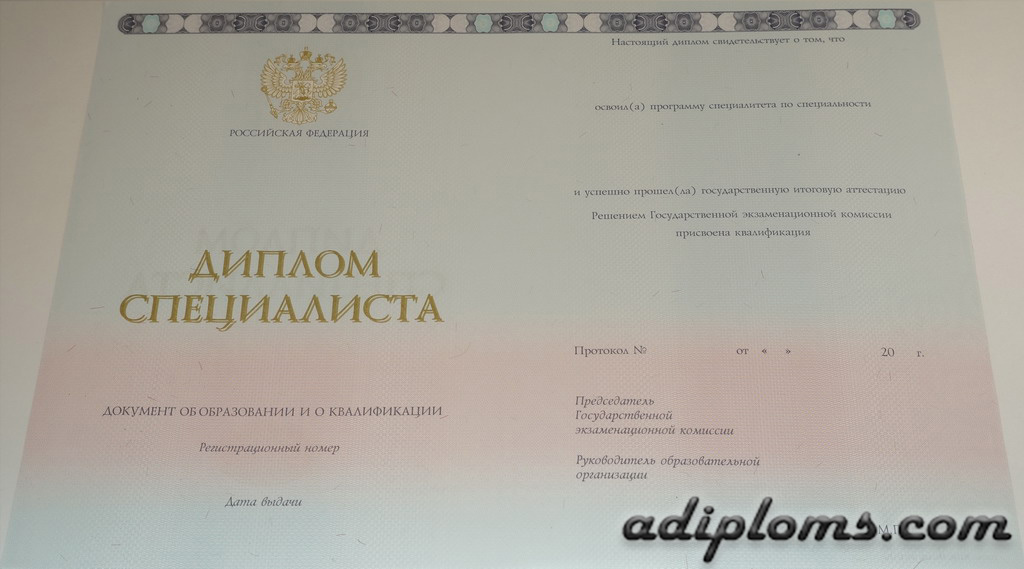 РОССИЙСКАЯ ФЕДЕРАЦИЯ
ДИПЛОМ
СПЕЦИАЛИСТА
ДОКУМЕНТ ОБ ОБРАЗОВАНИИ И О КВАЛИФИКАЦИИ
Регистрационный номер
Дата выдачи
Настоящий диплом свидетельствует о том, что
освоил(а) программу специалитета по специальности
и успешно прошел(ла) государственную итоговую аттестацию
Решением Государственной экзаменационной комиссии
присвоена квалификация
Протокол № от « » 20 г.
Председатель
Государственной
экзаменационной комиссии
Руководитель образовательной
организации
adiploms.com